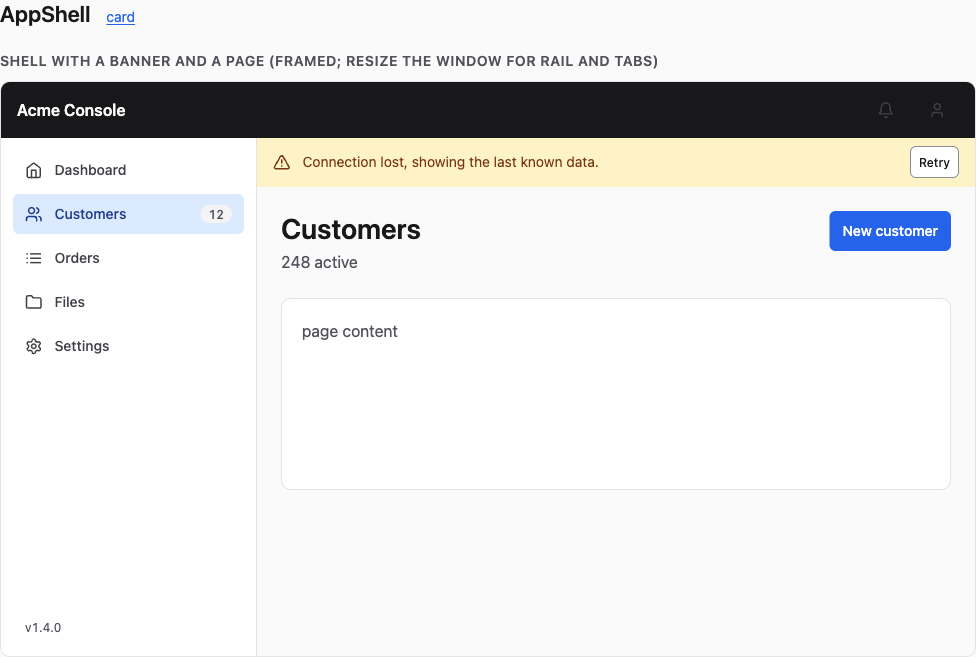 AppShell card
SHELL WITH A BANNER AND A PAGE (FRAMED; RESIZE THE WINDOW FOR RAIL AND TABS)
Acme Console
Dashboard
Customers 12
Orders
Files
Settings
v1.4.0
Connection lost, showing the last known data. Retry
Customers
New customer
248 active
page content